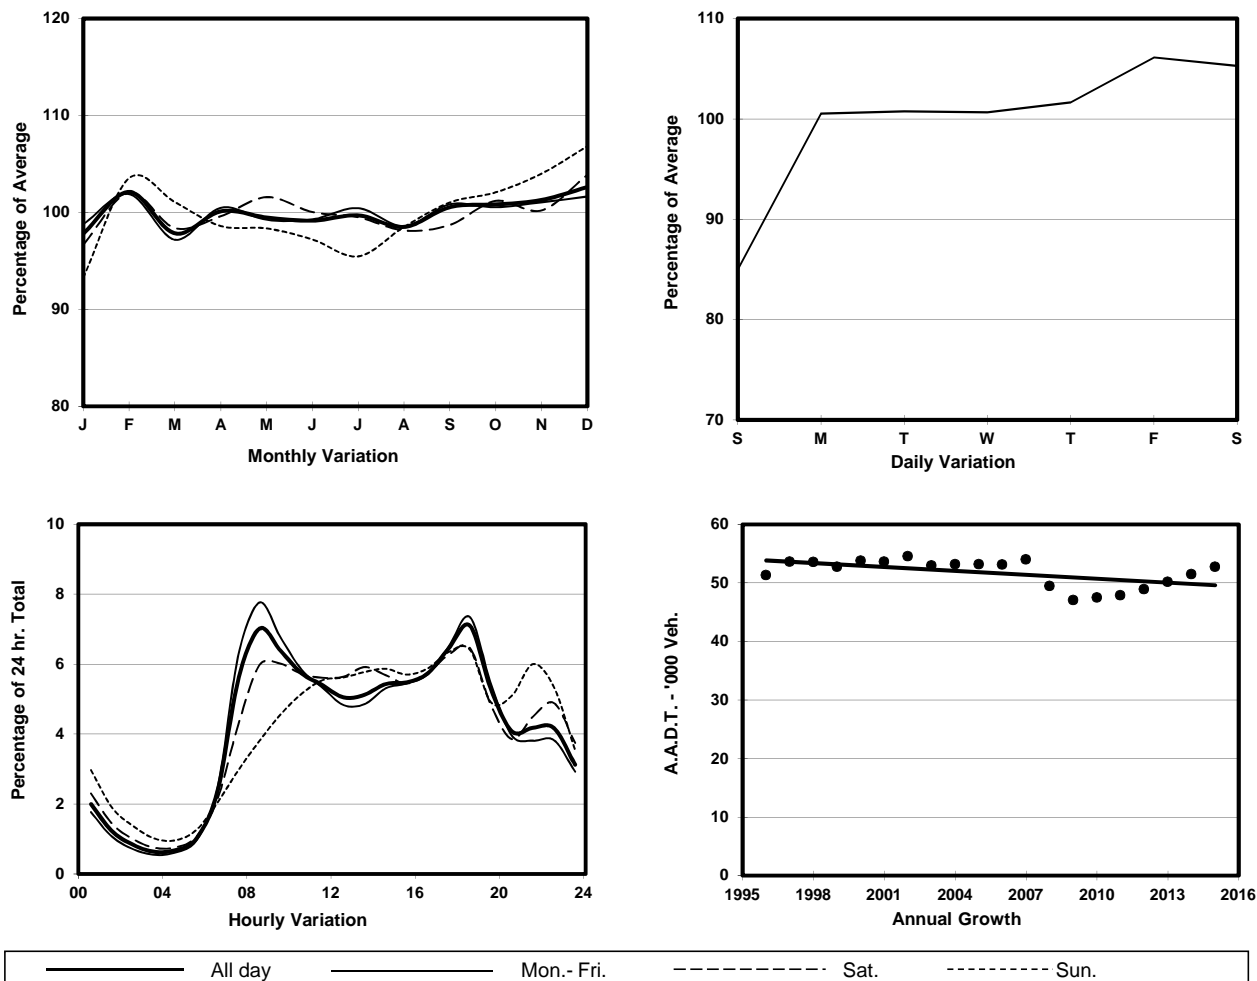 120
110
100
90
80
Percentage of Average
J F M A M J J A S O N D
Monthly Variation
110
100
90
80
70
Percentage of Average
S M T W T F S
Daily Variation
10
8
6
4
2
0
Percentage of 24 hr. Total
00 04 08 12 16 20 24
Hourly Variation
60
50
40
30
20
10
0
A.A.D.T. - '000 Veh.
1995 1998 2001 2004 2007 2010 2013 2016
Annual Growth
All day Mon.- Fri. Sat. Sun.